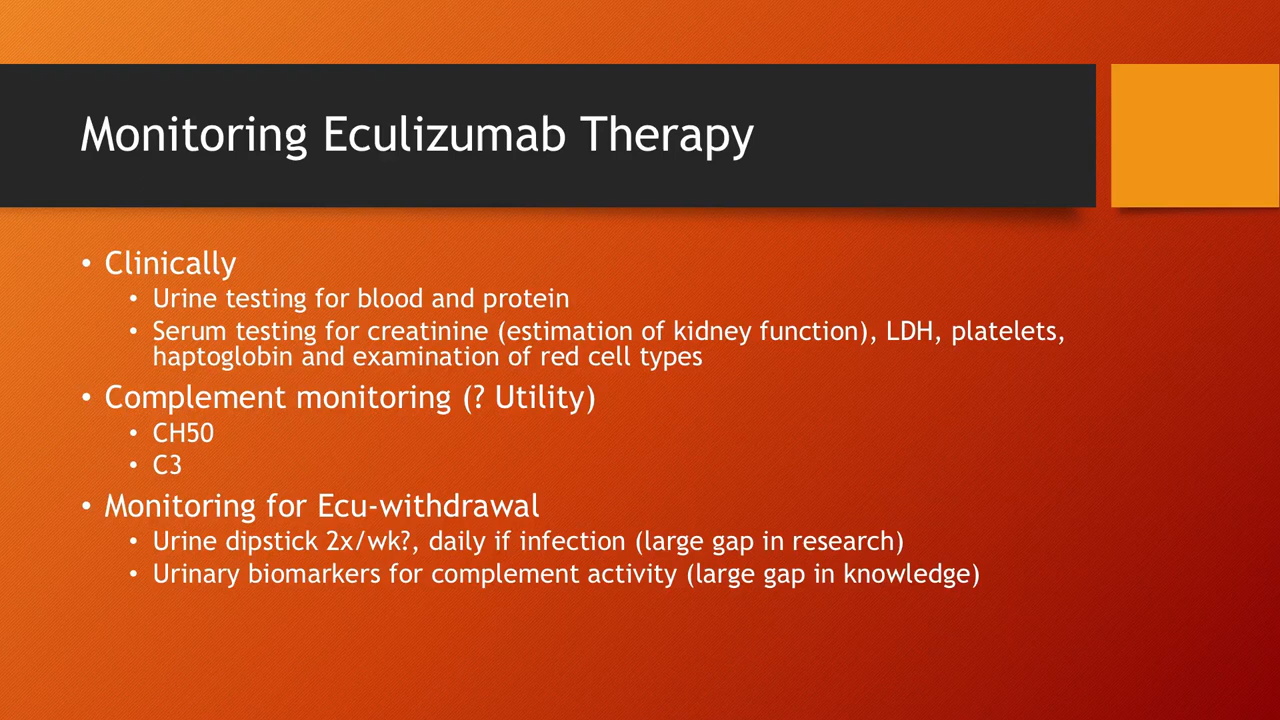 Monitoring Eculizumab Therapy
• Clinically
• Urine testing for blood and protein
• Serum testing for creatinine (estimation of kidney function), LDH, platelets,
haptoglobin and examination of red cell types
• Complement monitoring (? Utility)
• CH50
• C3
• Monitoring for Ecu-withdrawal
• Urine dipstick 2x/wk?, daily if infection (large gap in research)
• Urinary biomarkers for complement activity (large gap in knowledge)